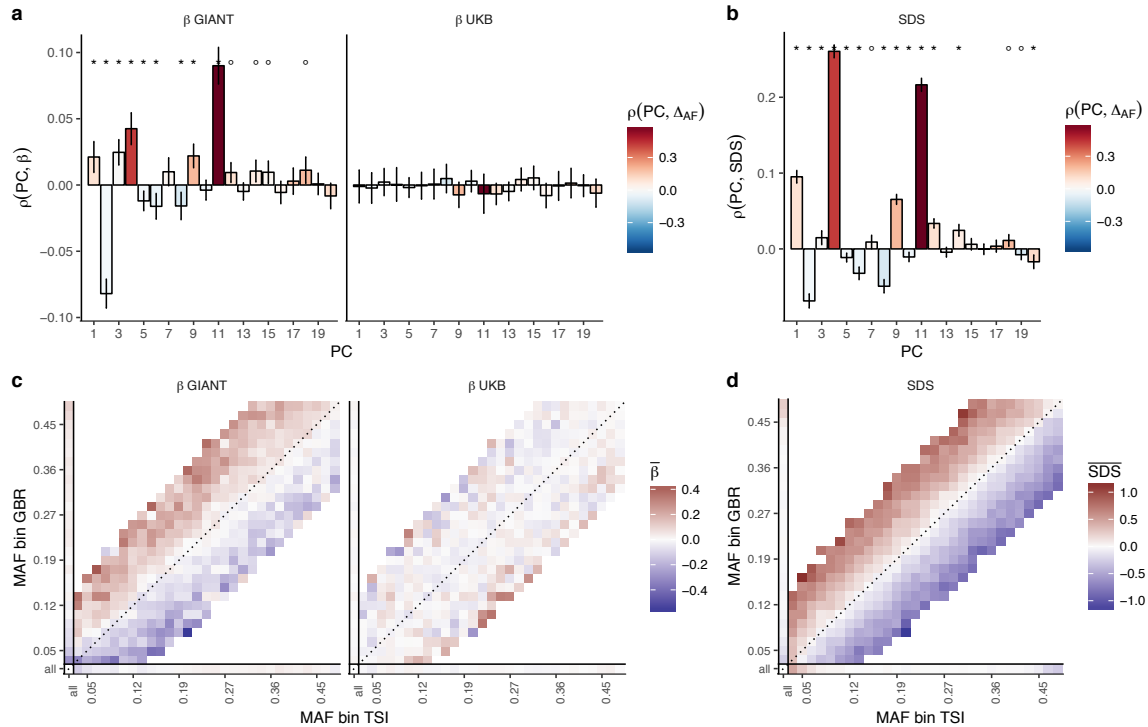 a
β GIANT
β UKB
0.10
0.05
0.00
−0.05
−0.10
ρ(PC, β)
* * * * * * * * * ○ ○ ○ ○
1 3 5 7 9 11 13 15 17 19
1 3 5 7 9 11 13 15 17 19
PC
ρ(PC, Δ_AF)
0.3
0.0
−0.3
b
SDS
0.2
0.1
0.0
ρ(PC, SDS)
* * * * * * ○ * * * * * * ○ ○ *
1 3 5 7 9 11 13 15 17 19
PC
ρ(PC, Δ_AF)
0.3
0.0
−0.3
c
β GIANT
β UKB
0.45
0.36
0.27
0.19
0.12
0.05
all
MAF bin GBR
all 0.05 0.12 0.19 0.27 0.36 0.45
all 0.05 0.12 0.19 0.27 0.36 0.45
MAF bin TSI
β̅
0.4
0.2
0.0
−0.2
−0.4
d
SDS
0.45
0.36
0.27
0.19
0.12
0.05
all
MAF bin GBR
all 0.05 0.12 0.19 0.27 0.36 0.45
MAF bin TSI
S̅D̅S̅
1.0
0.5
0.0
−0.5
−1.0